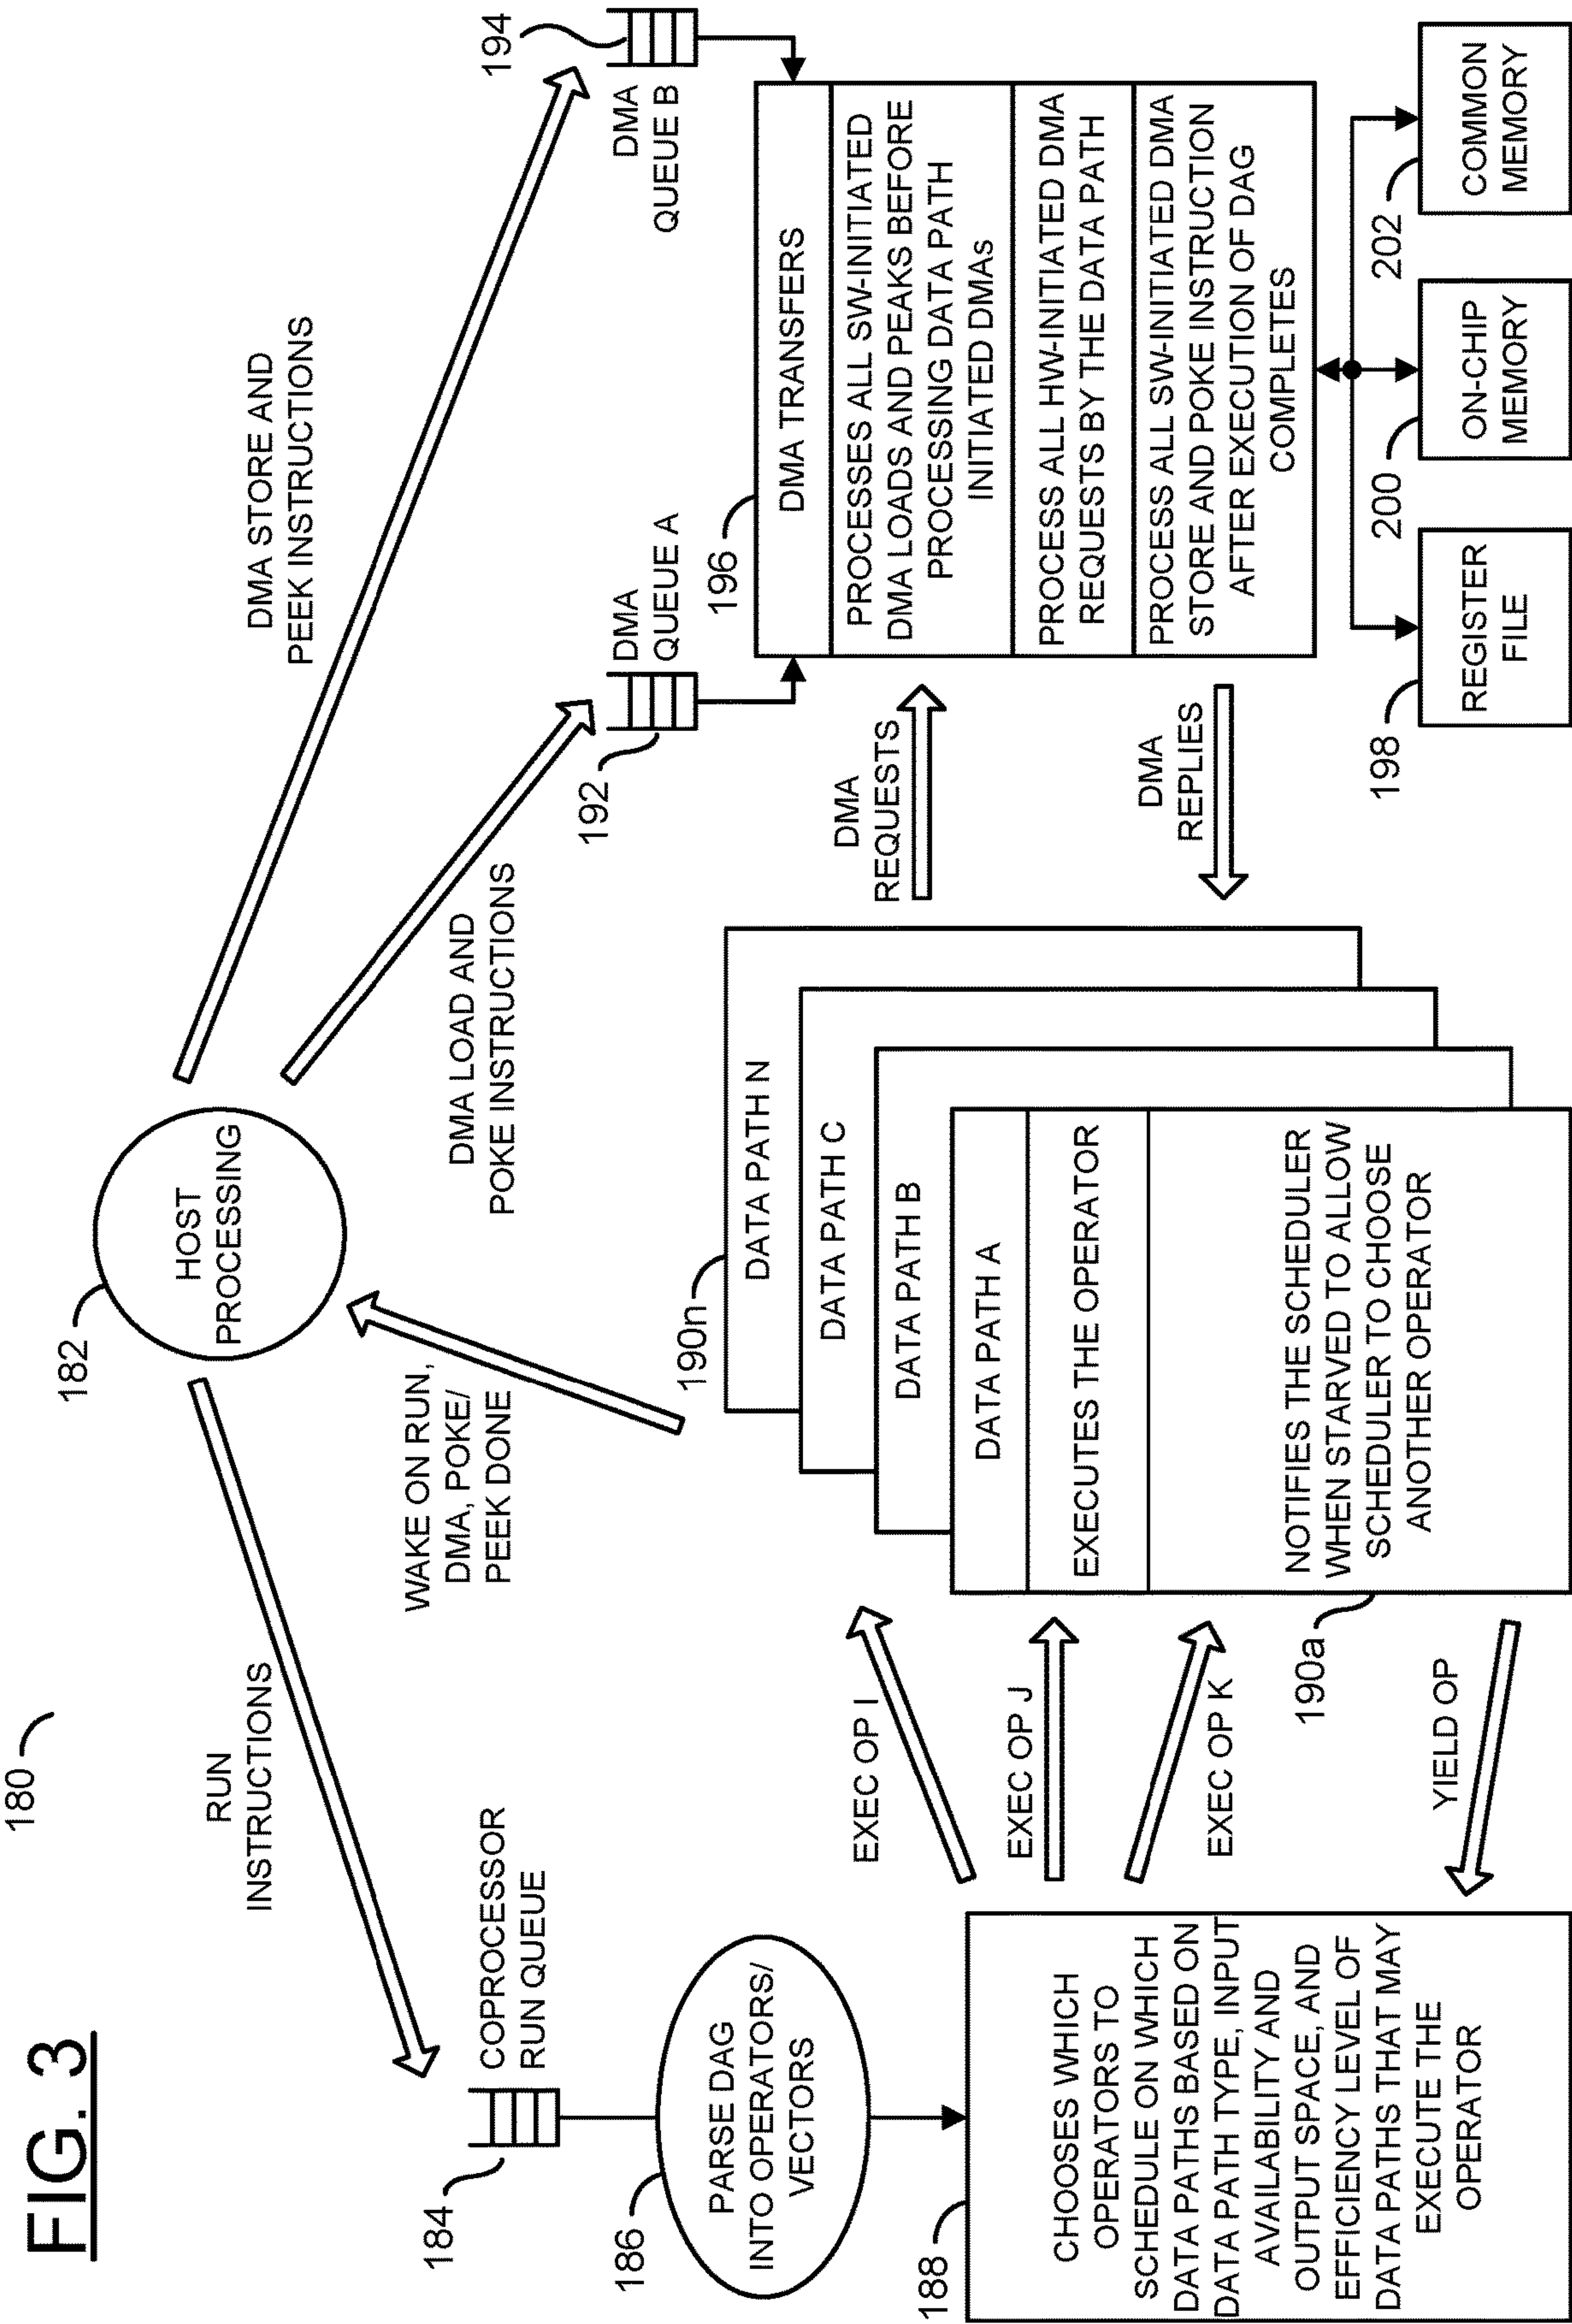 FIG. 3
180
182
HOST
PROCESSING
RUN
INSTRUCTIONS
WAKE ON RUN,
DMA, POKE/
PEEK DONE
DMA LOAD AND
POKE INSTRUCTIONS
DMA STORE AND
PEEK INSTRUCTIONS
184
COPROCESSOR
RUN QUEUE
186
PARSE DAG
INTO OPERATORS/
VECTORS
188
CHOOSES WHICH
OPERATORS TO
SCHEDULE ON WHICH
DATA PATHS BASED ON
DATA PATH TYPE, INPUT
AVAILABILITY AND
OUTPUT SPACE, AND
EFFICIENCY LEVEL OF
DATA PATHS THAT MAY
EXECUTE THE
OPERATOR
EXEC OP I
EXEC OP J
EXEC OP K
YIELD OP
190n
DATA PATH N
DATA PATH C
DATA PATH B
DATA PATH A
EXECUTES THE OPERATOR
NOTIFIES THE SCHEDULER
WHEN STARVED TO ALLOW
SCHEDULER TO CHOOSE
ANOTHER OPERATOR
190a
DMA
REQUESTS
DMA
REPLIES
192
DMA
QUEUE A
194
DMA
QUEUE B
196
DMA TRANSFERS
PROCESSES ALL SW-INITIATED
DMA LOADS AND PEAKS BEFORE
PROCESSING DATA PATH
INITIATED DMAs
PROCESS ALL HW-INITIATED DMA
REQUESTS BY THE DATA PATH
PROCESS ALL SW-INITIATED DMA
STORE AND POKE INSTRUCTION
AFTER EXECUTION OF DAG
COMPLETES
198
REGISTER
FILE
200
ON-CHIP
MEMORY
202
COMMON
MEMORY